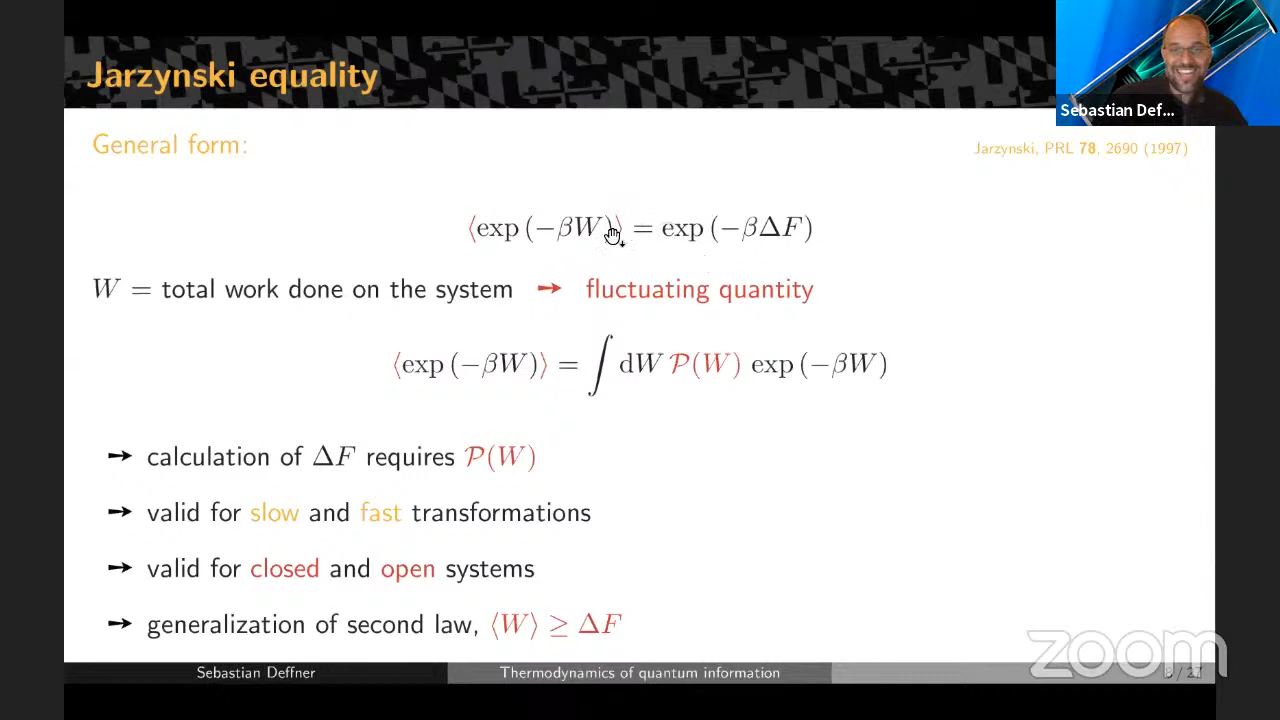 Jarzynski equality
Sebastian Def...
General form:
Jarzynski, PRL 78, 2690 (1997)
⟨exp (−βW)⟩ = exp (−βΔF)
W = total work done on the system ➙ fluctuating quantity
⟨exp (−βW)⟩ = ∫ dW 𝒫(W) exp (−βW)
➙ calculation of ΔF requires 𝒫(W)
➙ valid for slow and fast transformations
➙ valid for closed and open systems
➙ generalization of second law, ⟨W⟩ ≥ ΔF
zoom
Sebastian Deffner Thermodynamics of quantum information 8 / 27